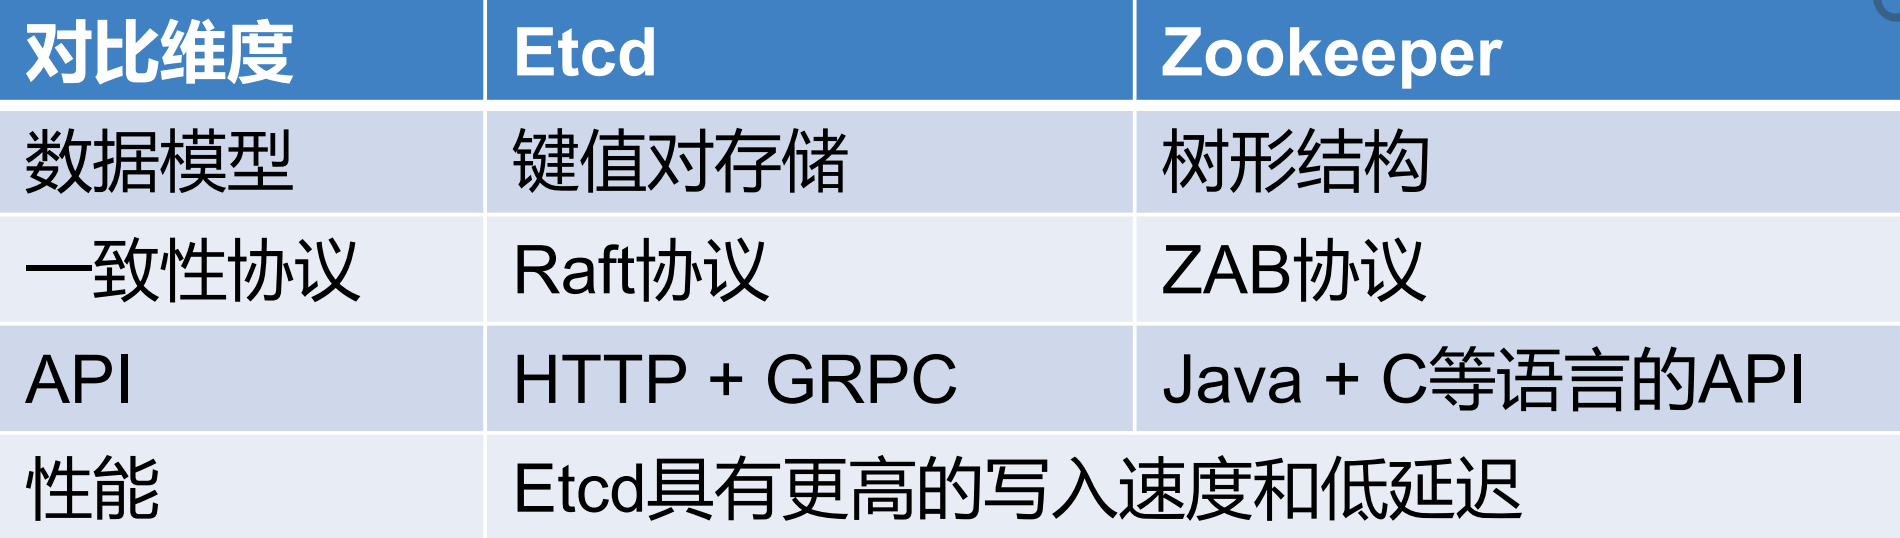 对比维度 Etcd Zookeeper
数据模型 键值对存储 树形结构
一致性协议 Raft协议 ZAB协议
API HTTP + GRPC Java + C等语言的API
性能 Etcd具有更高的写入速度和低延迟